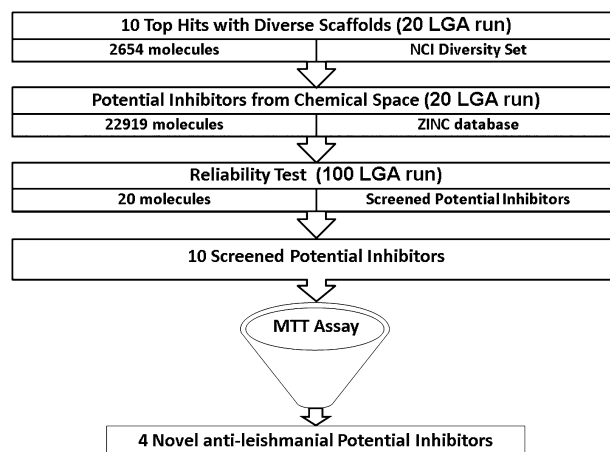 10 Top Hits with Diverse Scaffolds (20 LGA run)
2654 molecules NCI Diversity Set
Potential Inhibitors from Chemical Space (20 LGA run)
22919 molecules ZINC database
Reliability Test (100 LGA run)
20 molecules Screened Potential Inhibitors
10 Screened Potential Inhibitors
MTT Assay
4 Novel anti-leishmanial Potential Inhibitors